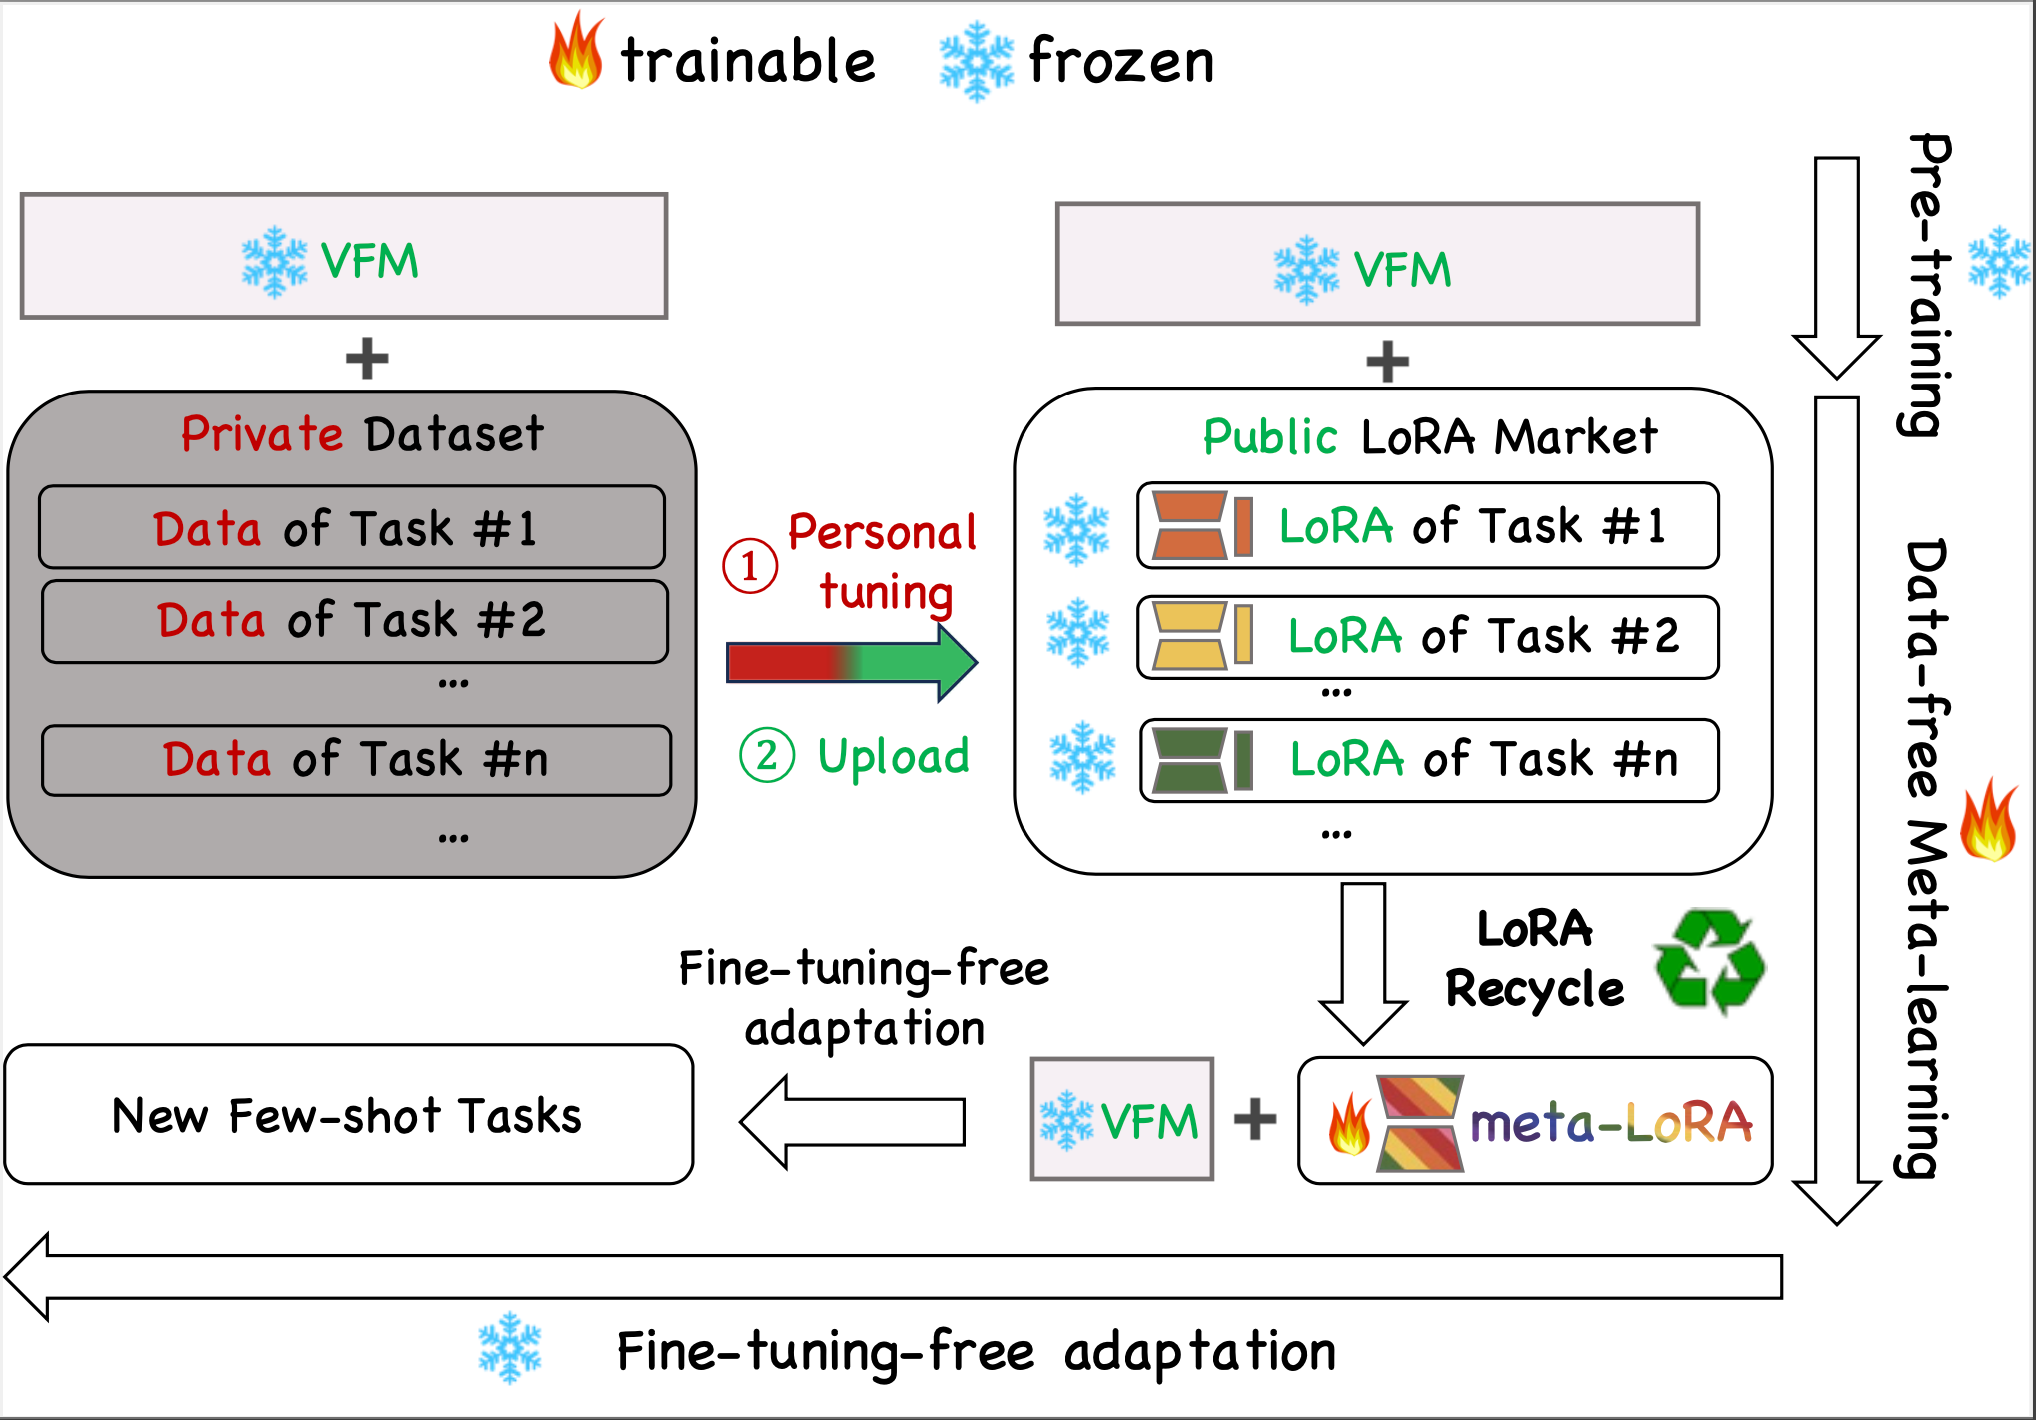 trainable frozen
VFM
VFM
Private Dataset
Data of Task #1
Data of Task #2
...
Data of Task #n
...
① Personal
tuning
② Upload
Public LoRA Market
LoRA of Task #1
LoRA of Task #2
...
LoRA of Task #n
...
Pre-training
Data-free Meta-learning
LoRA
Recycle
Fine-tuning-free
adaptation
New Few-shot Tasks
VFM
meta-LoRA
Fine-tuning-free adaptation